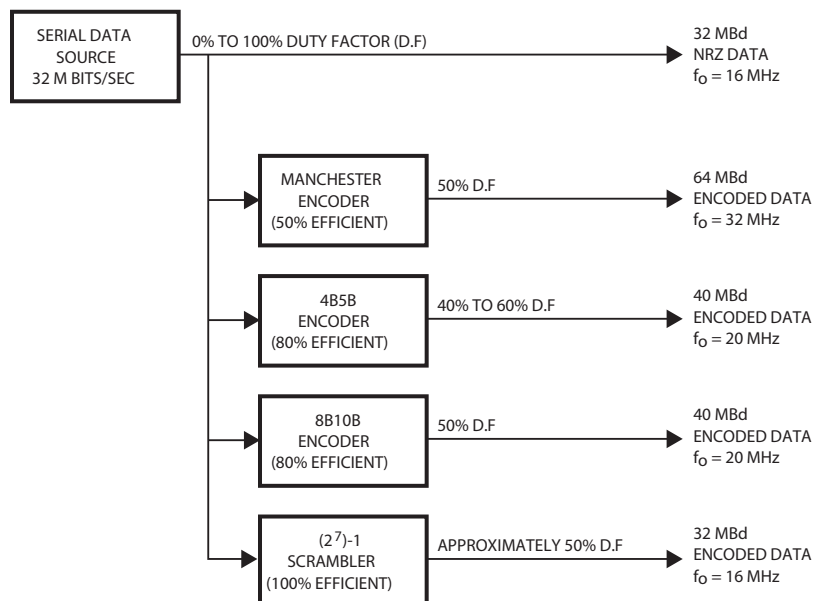 SERIAL DATA
SOURCE
32 M BITS/SEC
0% TO 100% DUTY FACTOR (D.F)
32 MBd
NRZ DATA
fo = 16 MHz
MANCHESTER
ENCODER
(50% EFFICIENT)
50% D.F
64 MBd
ENCODED DATA
fo = 32 MHz
4B5B
ENCODER
(80% EFFICIENT)
40% TO 60% D.F
40 MBd
ENCODED DATA
fo = 20 MHz
8B10B
ENCODER
(80% EFFICIENT)
50% D.F
40 MBd
ENCODED DATA
fo = 20 MHz
(2⁷)-1
SCRAMBLER
(100% EFFICIENT)
APPROXIMATELY 50% D.F
32 MBd
ENCODED DATA
fo = 16 MHz